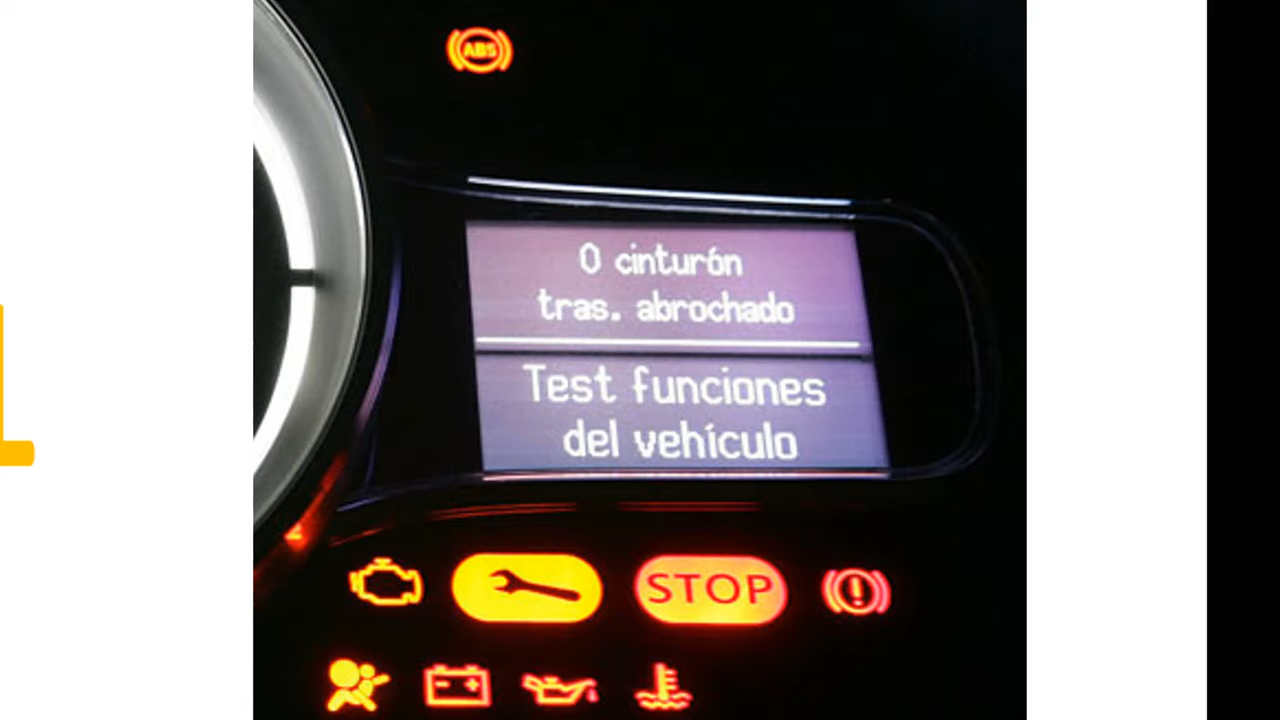 ABS
0 cinturón
tras. abrochado
Test funciones
del vehículo
STOP